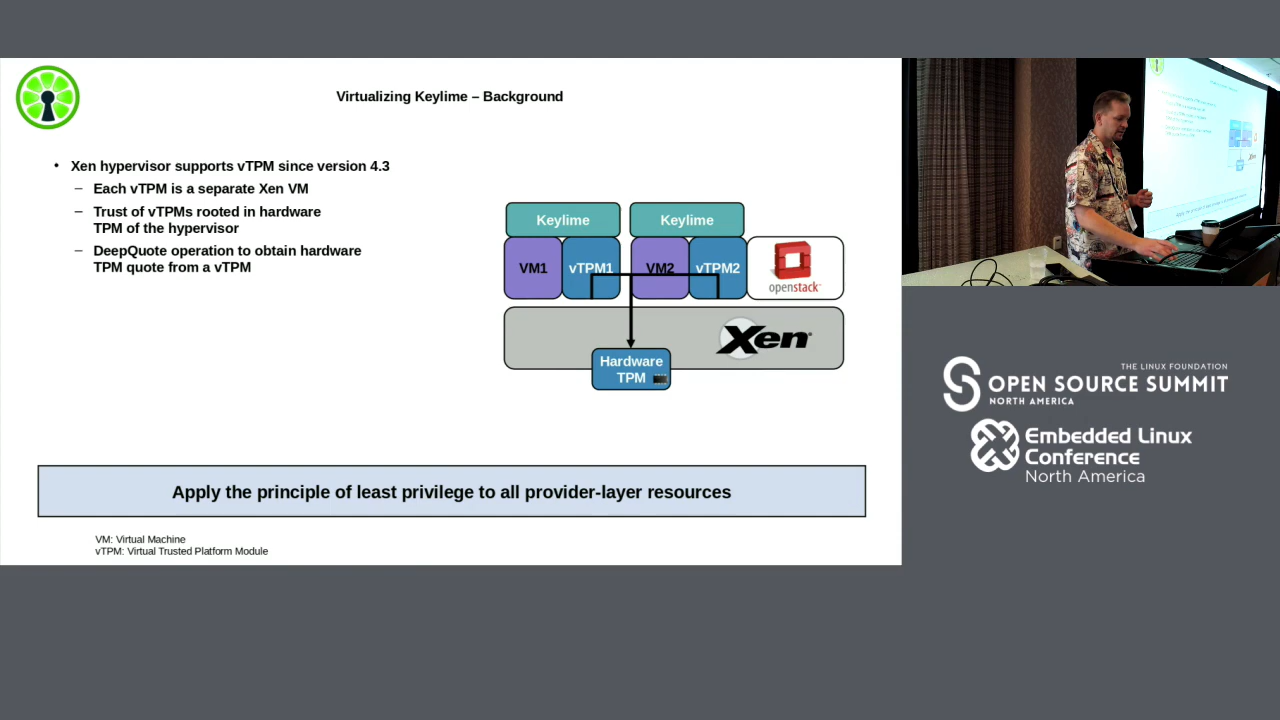 Virtualizing Keylime – Background
• Xen hypervisor supports vTPM since version 4.3
– Each vTPM is a separate Xen VM
– Trust of vTPMs rooted in hardware
TPM of the hypervisor
– DeepQuote operation to obtain hardware
TPM quote from a vTPM
Keylime
Keylime
VM1
vTPM1
VM2
vTPM2
openstack
Xen
Hardware
TPM
Apply the principle of least privilege to all provider-layer resources
VM: Virtual Machine
vTPM: Virtual Trusted Platform Module
THE LINUX FOUNDATION
OPEN SOURCE SUMMIT
NORTH AMERICA
Embedded Linux
Conference
North America